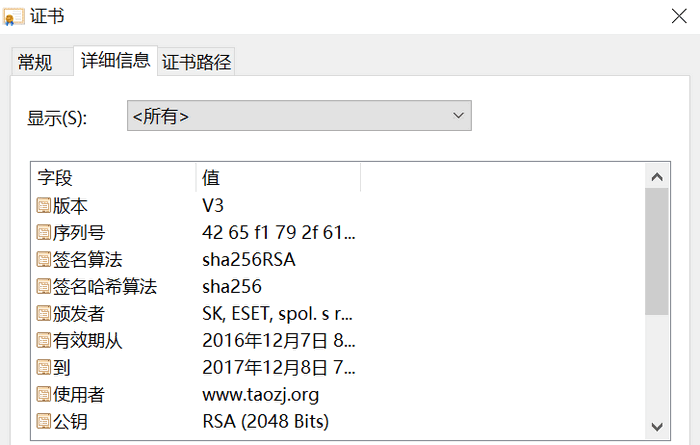 证书
常规 详细信息 证书路径
显示(S): <所有>
字段 值
版本 V3
序列号 42 65 f1 79 2f 61...
签名算法 sha256RSA
签名哈希算法 sha256
颁发者 SK, ESET, spol. s r...
有效期从 2016年12月7日 8...
到 2017年12月8日 7...
使用者 www.taozj.org
公钥 RSA (2048 Bits)